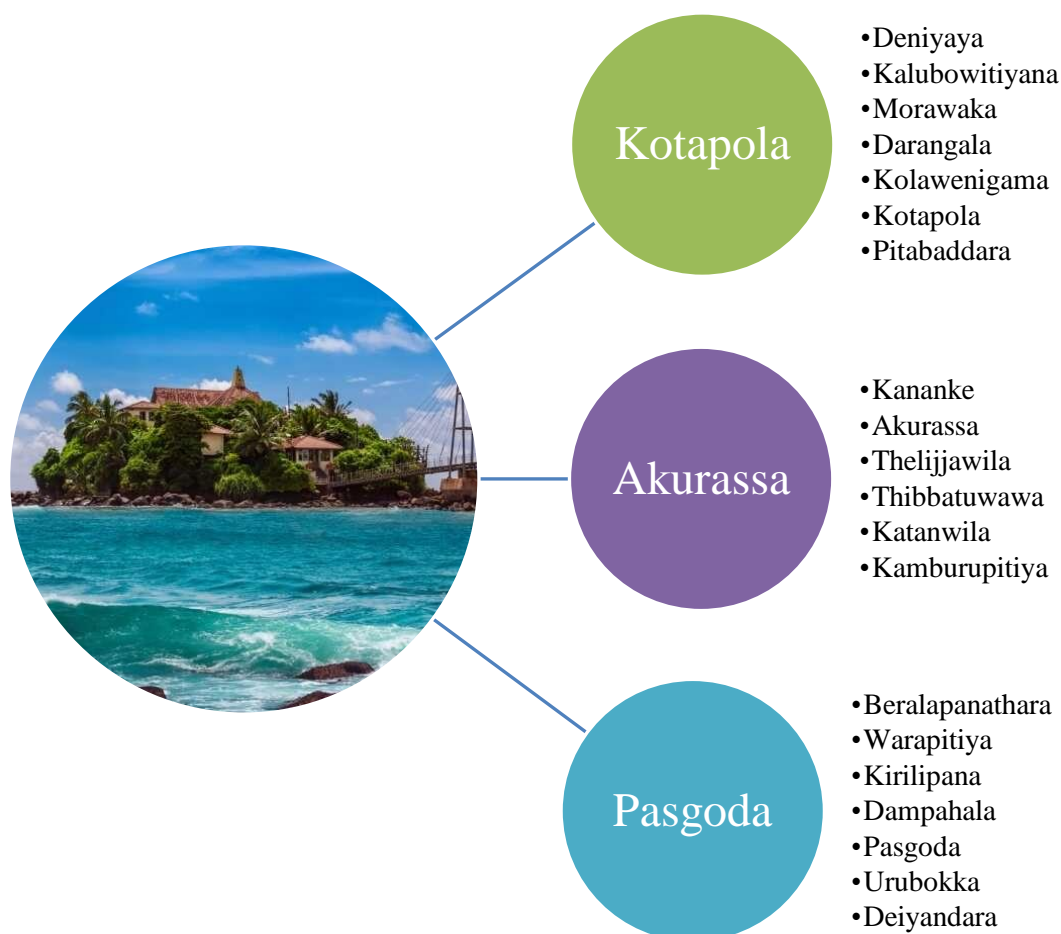 Kotapola
•Deniyaya
•Kalubowitiyana
•Morawaka
•Darangala
•Kolawenigama
•Kotapola
•Pitabaddara
Akurassa
•Kananke
•Akurassa
•Thelijjawila
•Thibbatuwawa
•Katanwila
•Kamburupitiya
Pasgoda
•Beralapanathara
•Warapitiya
•Kirilipana
•Dampahala
•Pasgoda
•Urubokka
•Deiyandara